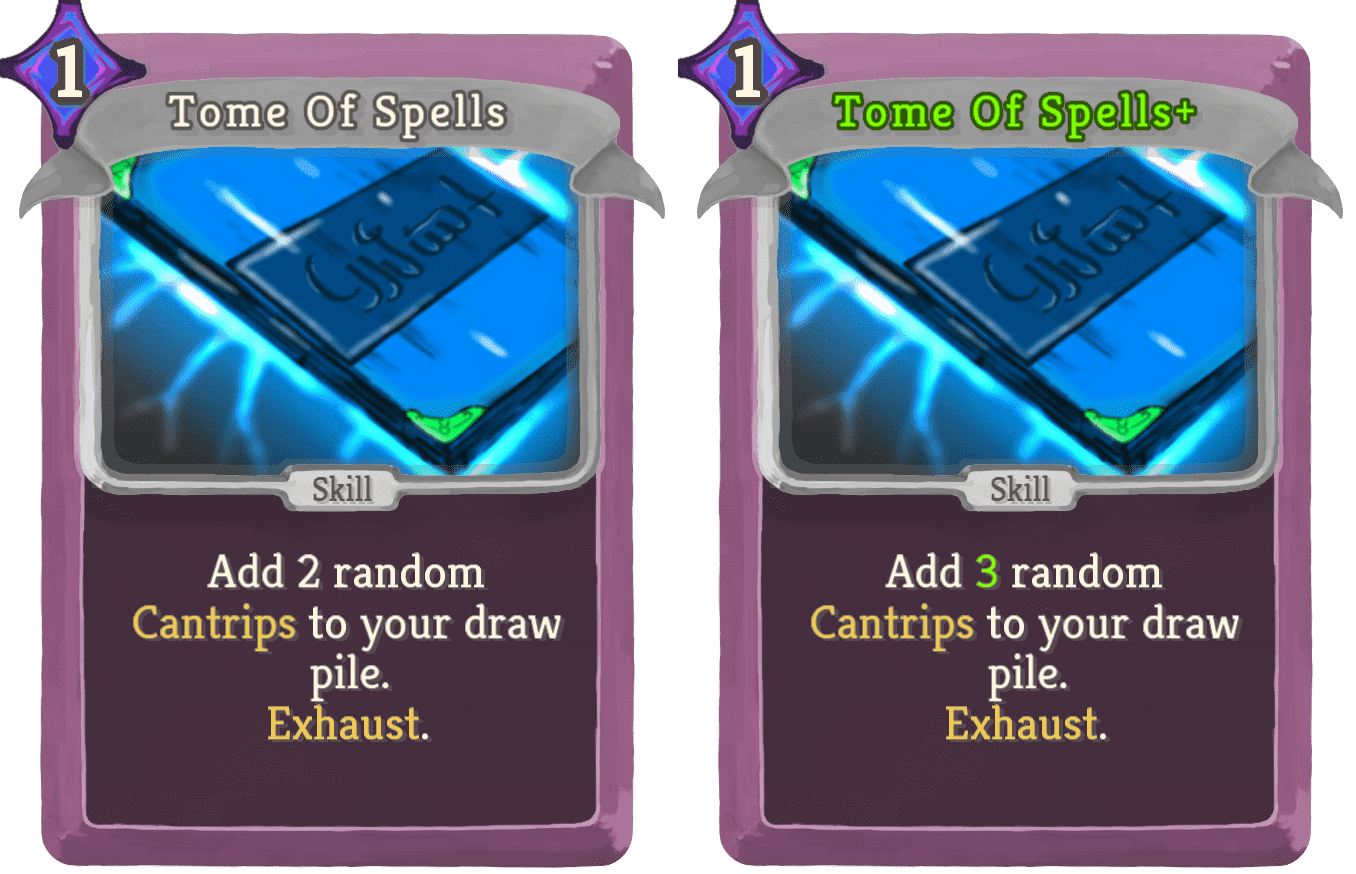 1
Tome Of Spells
Skill
Add 2 random
Cantrips to your draw
pile.
Exhaust.
1
Tome Of Spells+
Skill
Add 3 random
Cantrips to your draw
pile.
Exhaust.